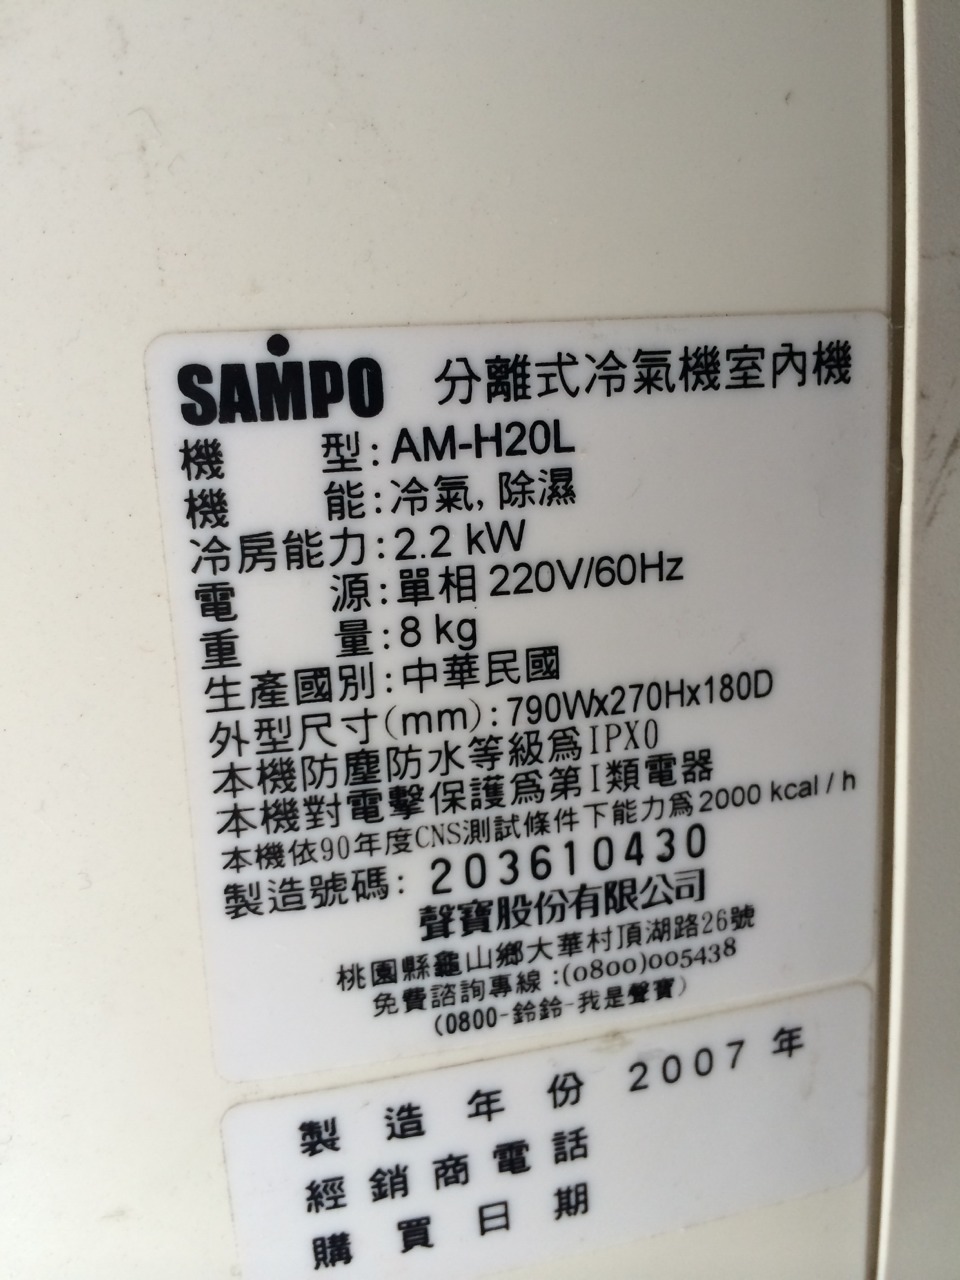 SAMPO 分離式冷氣機室內機
機 型:AM-H20L
機 能:冷氣,除濕
冷房能力:2.2 kW
電 源:單相 220V/60Hz
重 量:8 kg
生產國別:中華民國
外型尺寸(mm):790Wx270Hx180D
本機防塵防水等級爲IPX0
本機對電擊保護爲第I類電器
本機依90年度CNS測試條件下能力爲2000 kcal/h
製造號碼:203610430
聲寶股份有限公司
桃園縣龜山鄉大華村頂湖路26號
免費諮詢專線:(0800)005438
(0800-鈴鈴-我是聲寶)
製造年份 2007年
經銷商電話
購買日期